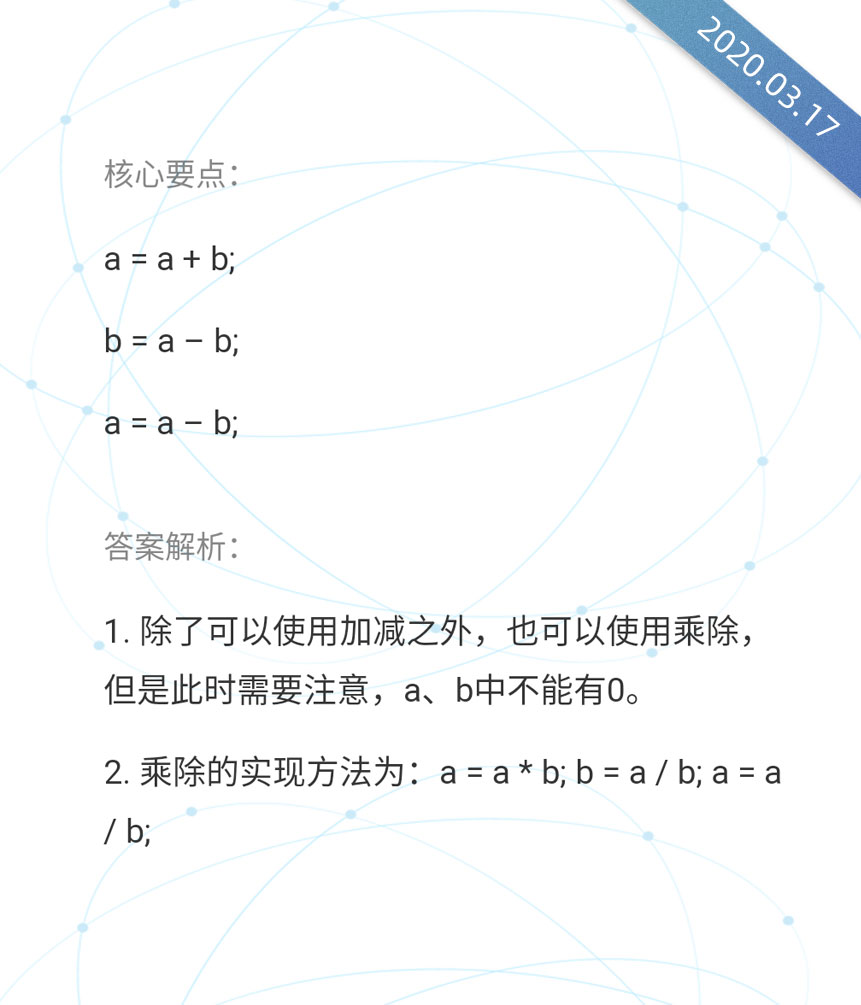 2020.03.17
核心要点：
a = a + b;
b = a – b;
a = a – b;
答案解析：
1. 除了可以使用加减之外，也可以使用乘除，
但是此时需要注意，a、b中不能有0。
2. 乘除的实现方法为：a = a * b; b = a / b; a = a
/ b;